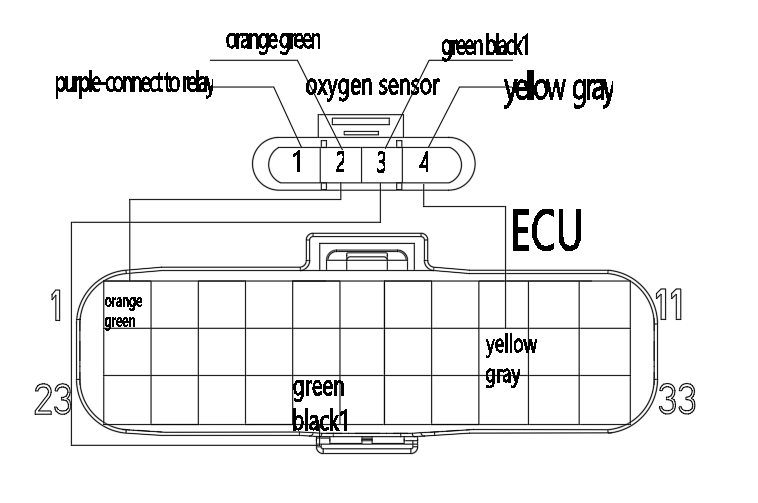 orange green
green black1
purple-connect to relay
oxygen sensor
yellow gray
1 2 3 4
ECU
1
orange
green
11
yellow
gray
23
green
black1
33